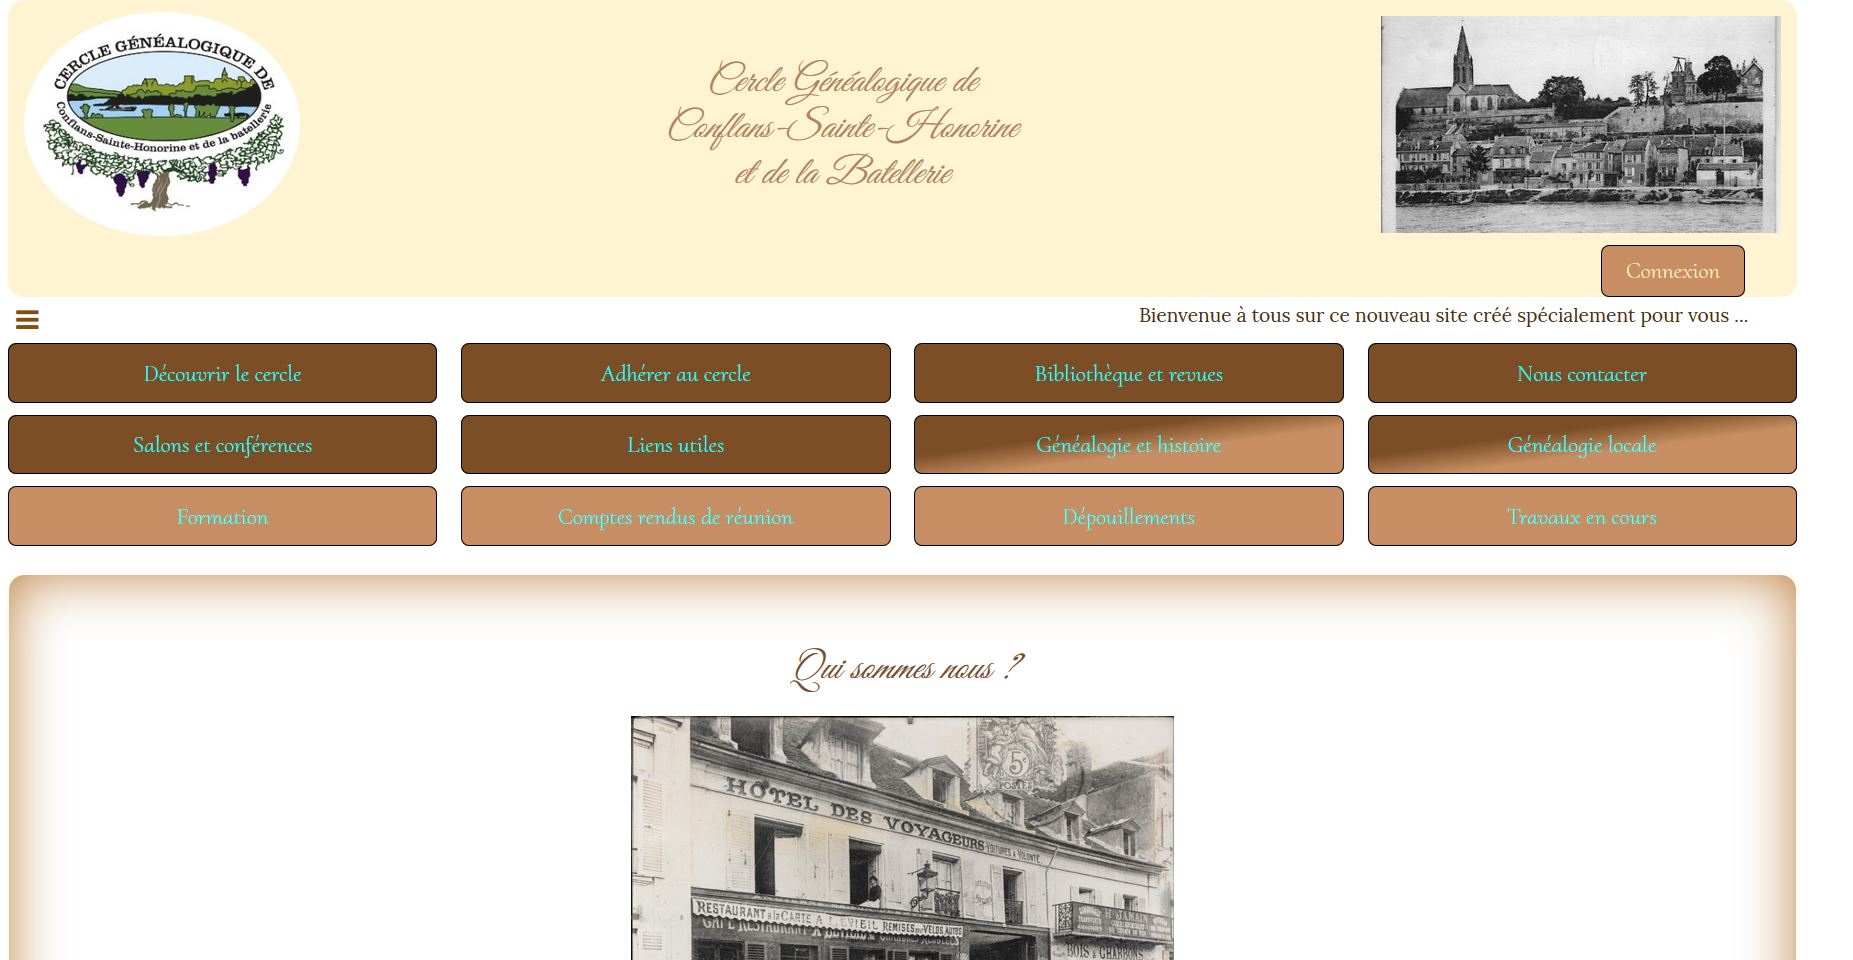 CERCLE GÉNÉALOGIQUE DE
Conflans-Sainte-Honorine et de la batellerie
Cercle Généalogique de
Conflans-Sainte-Honorine
et de la Batellerie
Connexion
Bienvenue à tous sur ce nouveau site créé spécialement pour vous ...
Découvrir le cercle
Adhérer au cercle
Bibliothèque et revues
Nous contacter
Salons et conférences
Liens utiles
Généalogie et histoire
Généalogie locale
Formation
Comptes rendus de réunion
Dépouillements
Travaux en cours
Qui sommes nous ?
5c
POSTES
HÔTEL DES VOYAGEURS VOITURES A VOLONTÉ
RESTAURANT à la CARTE REMISES pour VELOS, AUTOS
CAFÉ RESTAURANT
H. JAMAIN
BOIS & CHARBONS